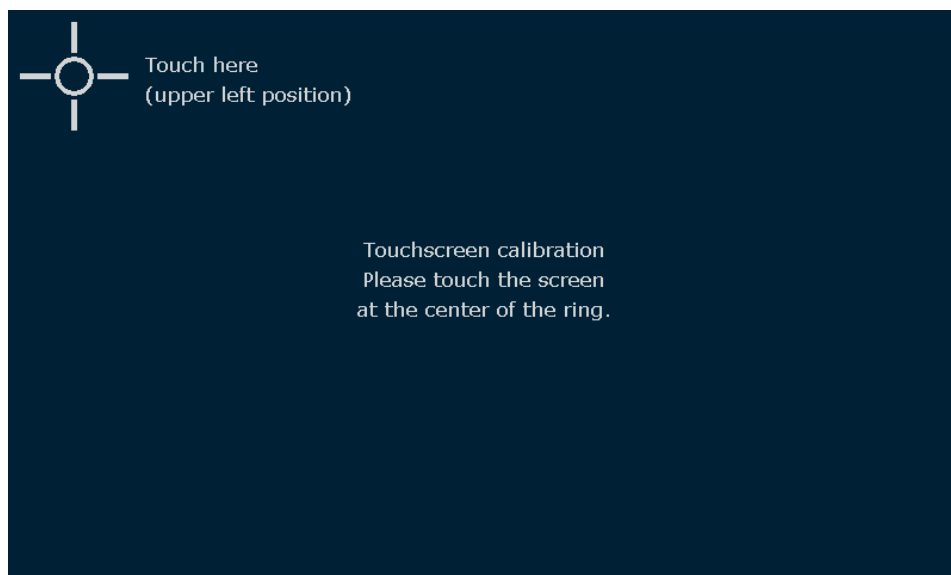 Touch here
(upper left position)
Touchscreen calibration
Please touch the screen
at the center of the ring.